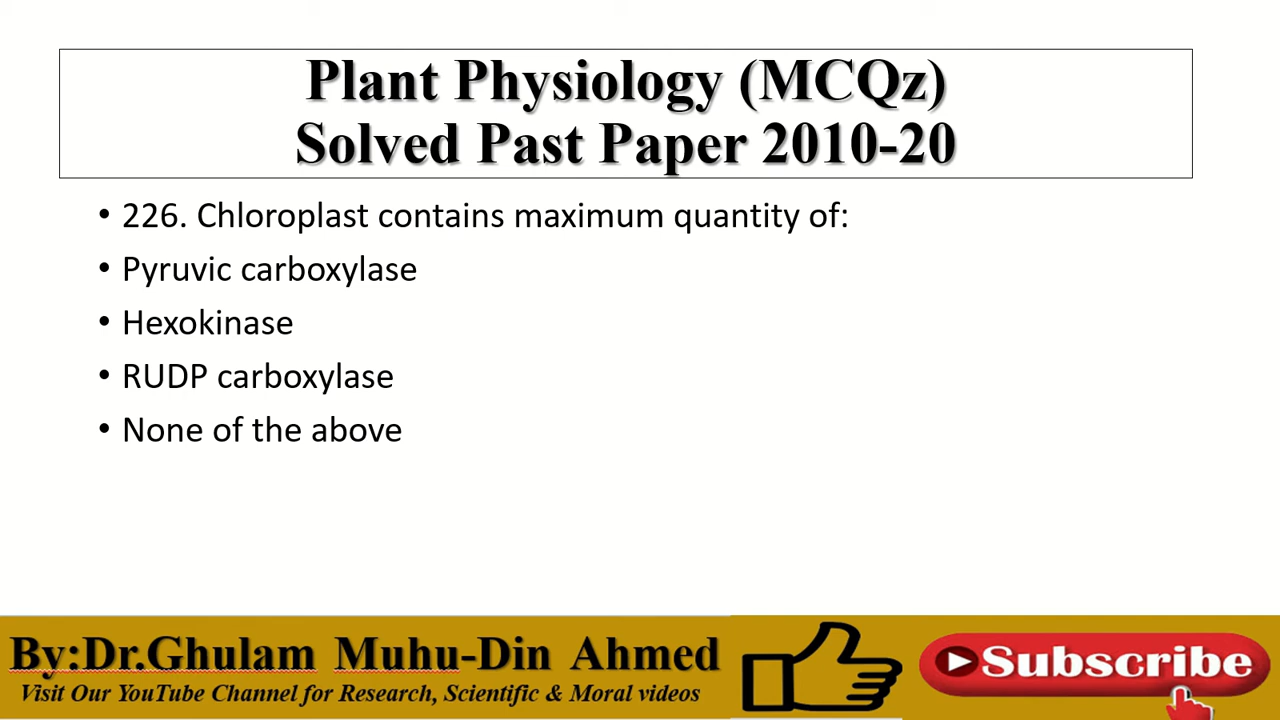 Plant Physiology (MCQz)
Solved Past Paper 2010-20
• 226. Chloroplast contains maximum quantity of:
• Pyruvic carboxylase
• Hexokinase
• RUDP carboxylase
• None of the above
By:Dr.Ghulam Muhu-Din Ahmed
Visit Our YouTube Channel for Research, Scientific & Moral videos
Subscribe